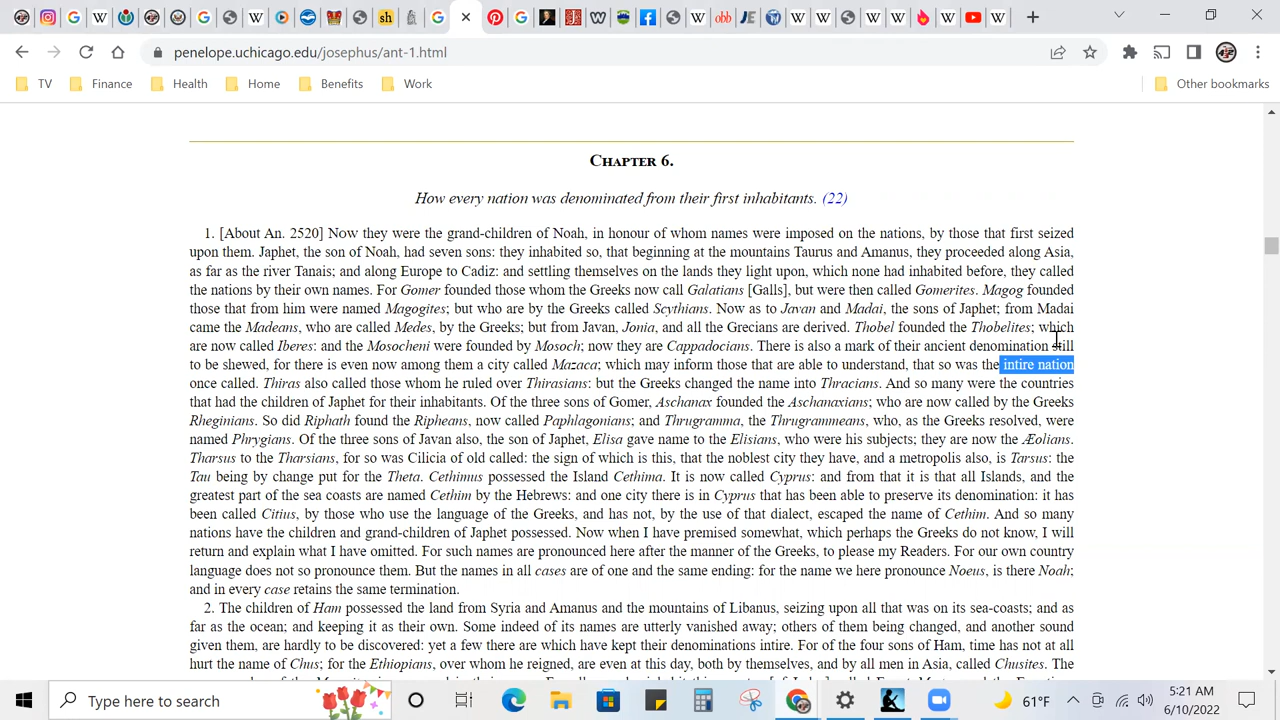 penelope.uchicago.edu/josephus/ant-1.html
TV Finance Health Home Benefits Work Other bookmarks
CHAPTER 6.
How every nation was denominated from their first inhabitants. (22)
1. [About An. 2520] Now they were the grand-children of Noah, in honour of whom names were imposed on the nations, by those that first seized
upon them. Japhet, the son of Noah, had seven sons: they inhabited so, that beginning at the mountains Taurus and Amanus, they proceeded along Asia,
as far as the river Tanais; and along Europe to Cadiz: and settling themselves on the lands they light upon, which none had inhabited before, they called
the nations by their own names. For Gomer founded those whom the Greeks now call Galatians [Galls], but were then called Gomerites. Magog founded
those that from him were named Magogites; but who are by the Greeks called Scythians. Now as to Javan and Madai, the sons of Japhet; from Madai
came the Madeans, who are called Medes, by the Greeks; but from Javan, Jonia, and all the Grecians are derived. Thobel founded the Thobelites; which
are now called Iberes: and the Mosocheni were founded by Mosoch; now they are Cappadocians. There is also a mark of their ancient denomination still
to be shewed, for there is even now among them a city called Mazaca; which may inform those that are able to understand, that so was the intire nation
once called. Thiras also called those whom he ruled over Thirasians: but the Greeks changed the name into Thracians. And so many were the countries
that had the children of Japhet for their inhabitants. Of the three sons of Gomer, Aschanax founded the Aschanaxians; who are now called by the Greeks
Rheginians. So did Riphath found the Ripheans, now called Paphlagonians; and Thrugramma, the Thrugrammeans, who, as the Greeks resolved, were
named Phrygians. Of the three sons of Javan also, the son of Japhet, Elisa gave name to the Elisians, who were his subjects; they are now the Æolians.
Tharsus to the Tharsians, for so was Cilicia of old called: the sign of which is this, that the noblest city they have, and a metropolis also, is Tarsus: the
Tau being by change put for the Theta. Cethimus possessed the Island Cethima. It is now called Cyprus: and from that it is that all Islands, and the
greatest part of the sea coasts are named Cethim by the Hebrews: and one city there is in Cyprus that has been able to preserve its denomination: it has
been called Citius, by those who use the language of the Greeks, and has not, by the use of that dialect, escaped the name of Cethim. And so many
nations have the children and grand-children of Japhet possessed. Now when I have premised somewhat, which perhaps the Greeks do not know, I will
return and explain what I have omitted. For such names are pronounced here after the manner of the Greeks, to please my Readers. For our own country
language does not so pronounce them. But the names in all cases are of one and the same ending: for the name we here pronounce Noeus, is there Noah;
and in every case retains the same termination.
2. The children of Ham possessed the land from Syria and Amanus and the mountains of Libanus, seizing upon all that was on its sea-coasts; and as
far as the ocean; and keeping it as their own. Some indeed of its names are utterly vanished away; others of them being changed, and another sound
given them, are hardly to be discovered: yet a few there are which have kept their denominations intire. For of the four sons of Ham, time has not at all
hurt the name of Chus; for the Ethiopians, over whom he reigned, are even at this day, both by themselves, and by all men in Asia, called Chusites. The
Type here to search
61°F
5:21 AM
6/10/2022